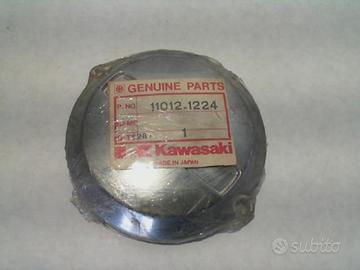 GENUINE PARTS
P. NO. 11012-1224
1
Kawasaki
MADE IN JAPAN
subito